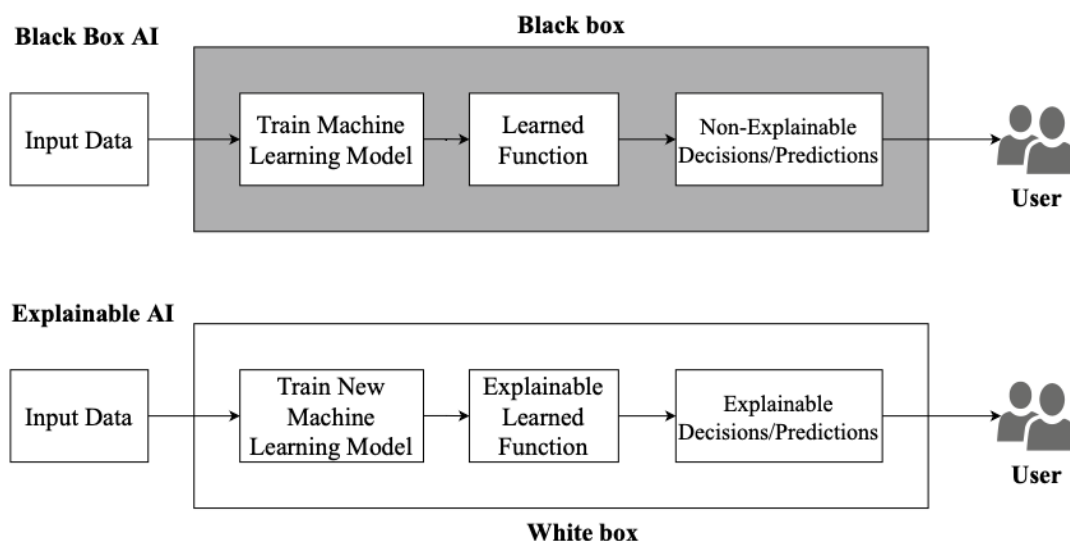 Black Box AI
Black box
Input Data
Train Machine
Learning Model
Learned
Function
Non-Explainable
Decisions/Predictions
User
Explainable AI
Input Data
Train New
Machine
Learning Model
Explainable
Learned
Function
Explainable
Decisions/Predictions
User
White box